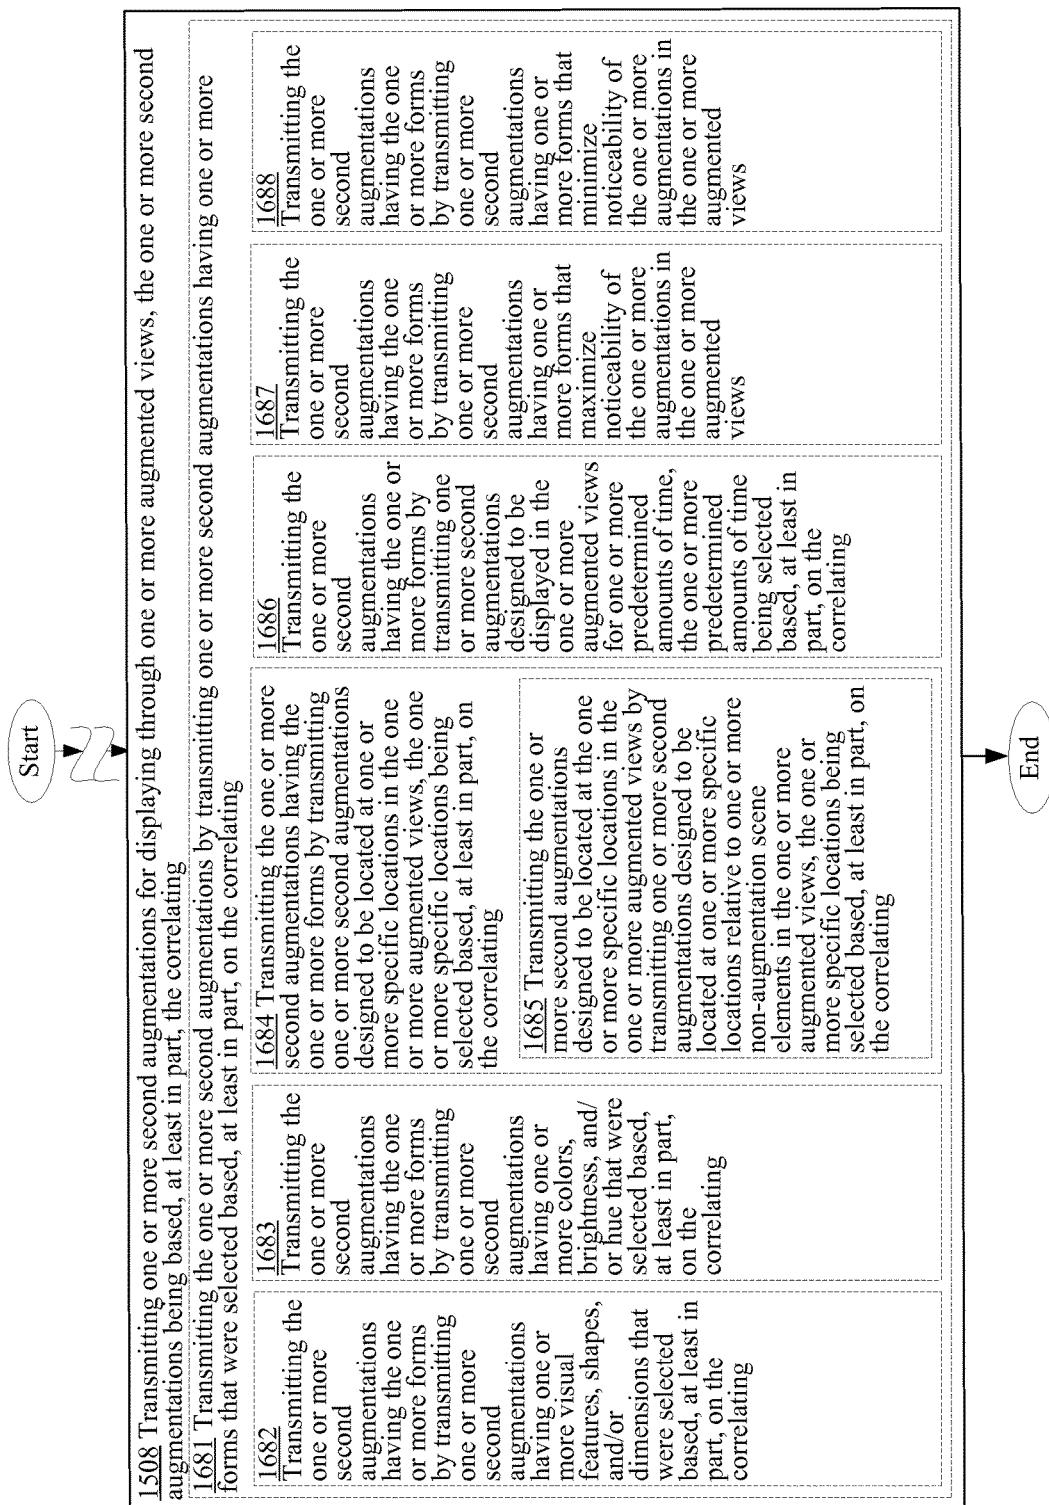 Start
1508 Transmitting one or more second augmentations for displaying through one or more augmented views, the one or more second
augmentations being based, at least in part, the correlating
1681 Transmitting the one or more second augmentations by transmitting one or more second augmentations having one or more
forms that were selected based, at least in part, on the correlating
1682
Transmitting the
one or more
second
augmentations
having the one
or more forms
by transmitting
one or more
second
augmentations
having one or
more visual
features, shapes,
and/or
dimensions that
were selected
based, at least in
part, on the
correlating
1683
Transmitting the
one or more
second
augmentations
having the one
or more forms
by transmitting
one or more
second
augmentations
having one or
more colors,
brightness, and/
or hue that were
selected based,
at least in part,
on the
correlating
1684 Transmitting the one or more
second augmentations having the
one or more forms by transmitting
one or more second augmentations
designed to be located at one or
more specific locations in the one
or more augmented views, the one
or more specific locations being
selected based, at least in part, on
the correlating
1685 Transmitting the one or
more second augmentations
designed to be located at the one
or more specific locations in the
one or more augmented views by
transmitting one or more second
augmentations designed to be
located at one or more specific
locations relative to one or more
non-augmentation scene
elements in the one or more
augmented views, the one or
more specific locations being
selected based, at least in part, on
the correlating
1686
Transmitting the
one or more
second
augmentations
having the one or
more forms by
transmitting one
or more second
augmentations
designed to be
displayed in the
one or more
augmented views
for one or more
predetermined
amounts of time,
the one or more
predetermined
amounts of time
being selected
based, at least in
part, on the
correlating
1687
Transmitting the
one or more
second
augmentations
having the one
or more forms
by transmitting
one or more
second
augmentations
having one or
more forms that
maximize
noticeability of
the one or more
augmentations in
the one or more
augmented
views
1688
Transmitting the
one or more
second
augmentations
having the one
or more forms
by transmitting
one or more
second
augmentations
having one or
more forms that
minimize
noticeability of
the one or more
augmentations in
the one or more
augmented
views
End